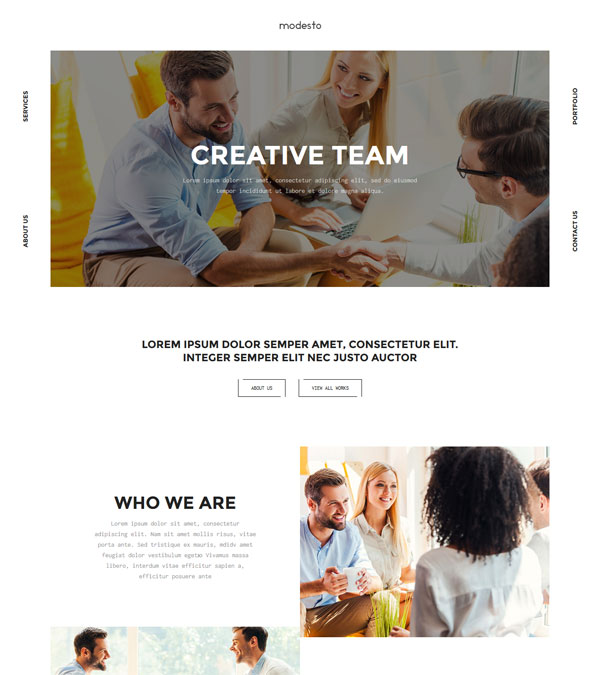 modesto
SERVICES
PORTFOLIO
CREATIVE TEAM
Lorem ipsum dolor sit amet, consectetur adipiscing elit, sed do eiusmod
tempor incididunt ut labore et dolore magna aliqua.
ABOUT US
CONTACT US
LOREM IPSUM DOLOR SEMPER AMET, CONSECTETUR ELIT.
INTEGER SEMPER ELIT NEC JUSTO AUCTOR
ABOUT US
VIEW ALL WORKS
WHO WE ARE
Lorem ipsum dolor sit amet, consectetur
adipiscing elit. Nam sit amet mollis risus, vitae
porta ante. Sed tristique ex mauris, mdids amet
feugiat dolor vestibulum egetæ Vivamus massa
libero, interdum vitae efficitur sapien a,
efficitur posuere ante